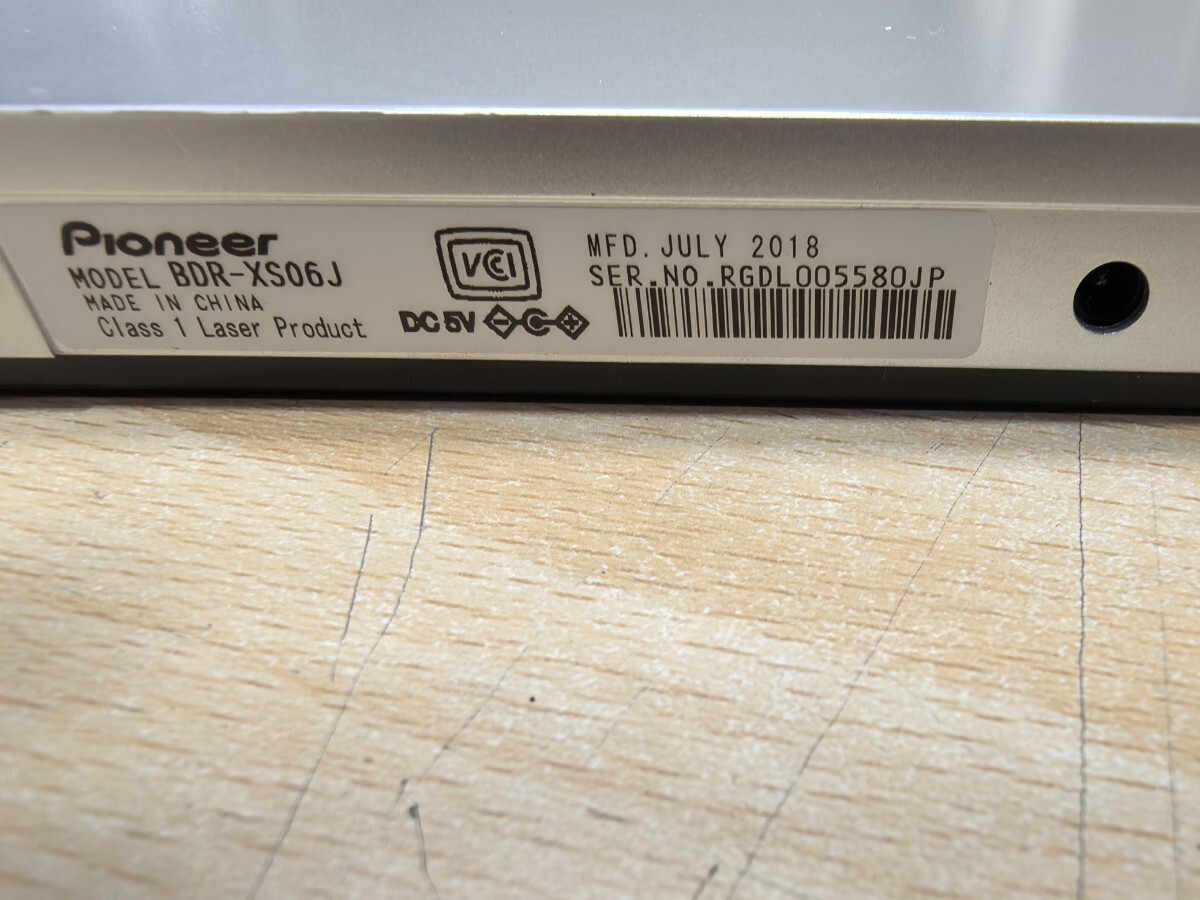 Pioneer
MODEL BDR-XS06J
MADE IN CHINA
Class 1 Laser Product
VCCI
DC 5V
MFD. JULY 2018
SER.NO.RGDL005580JP